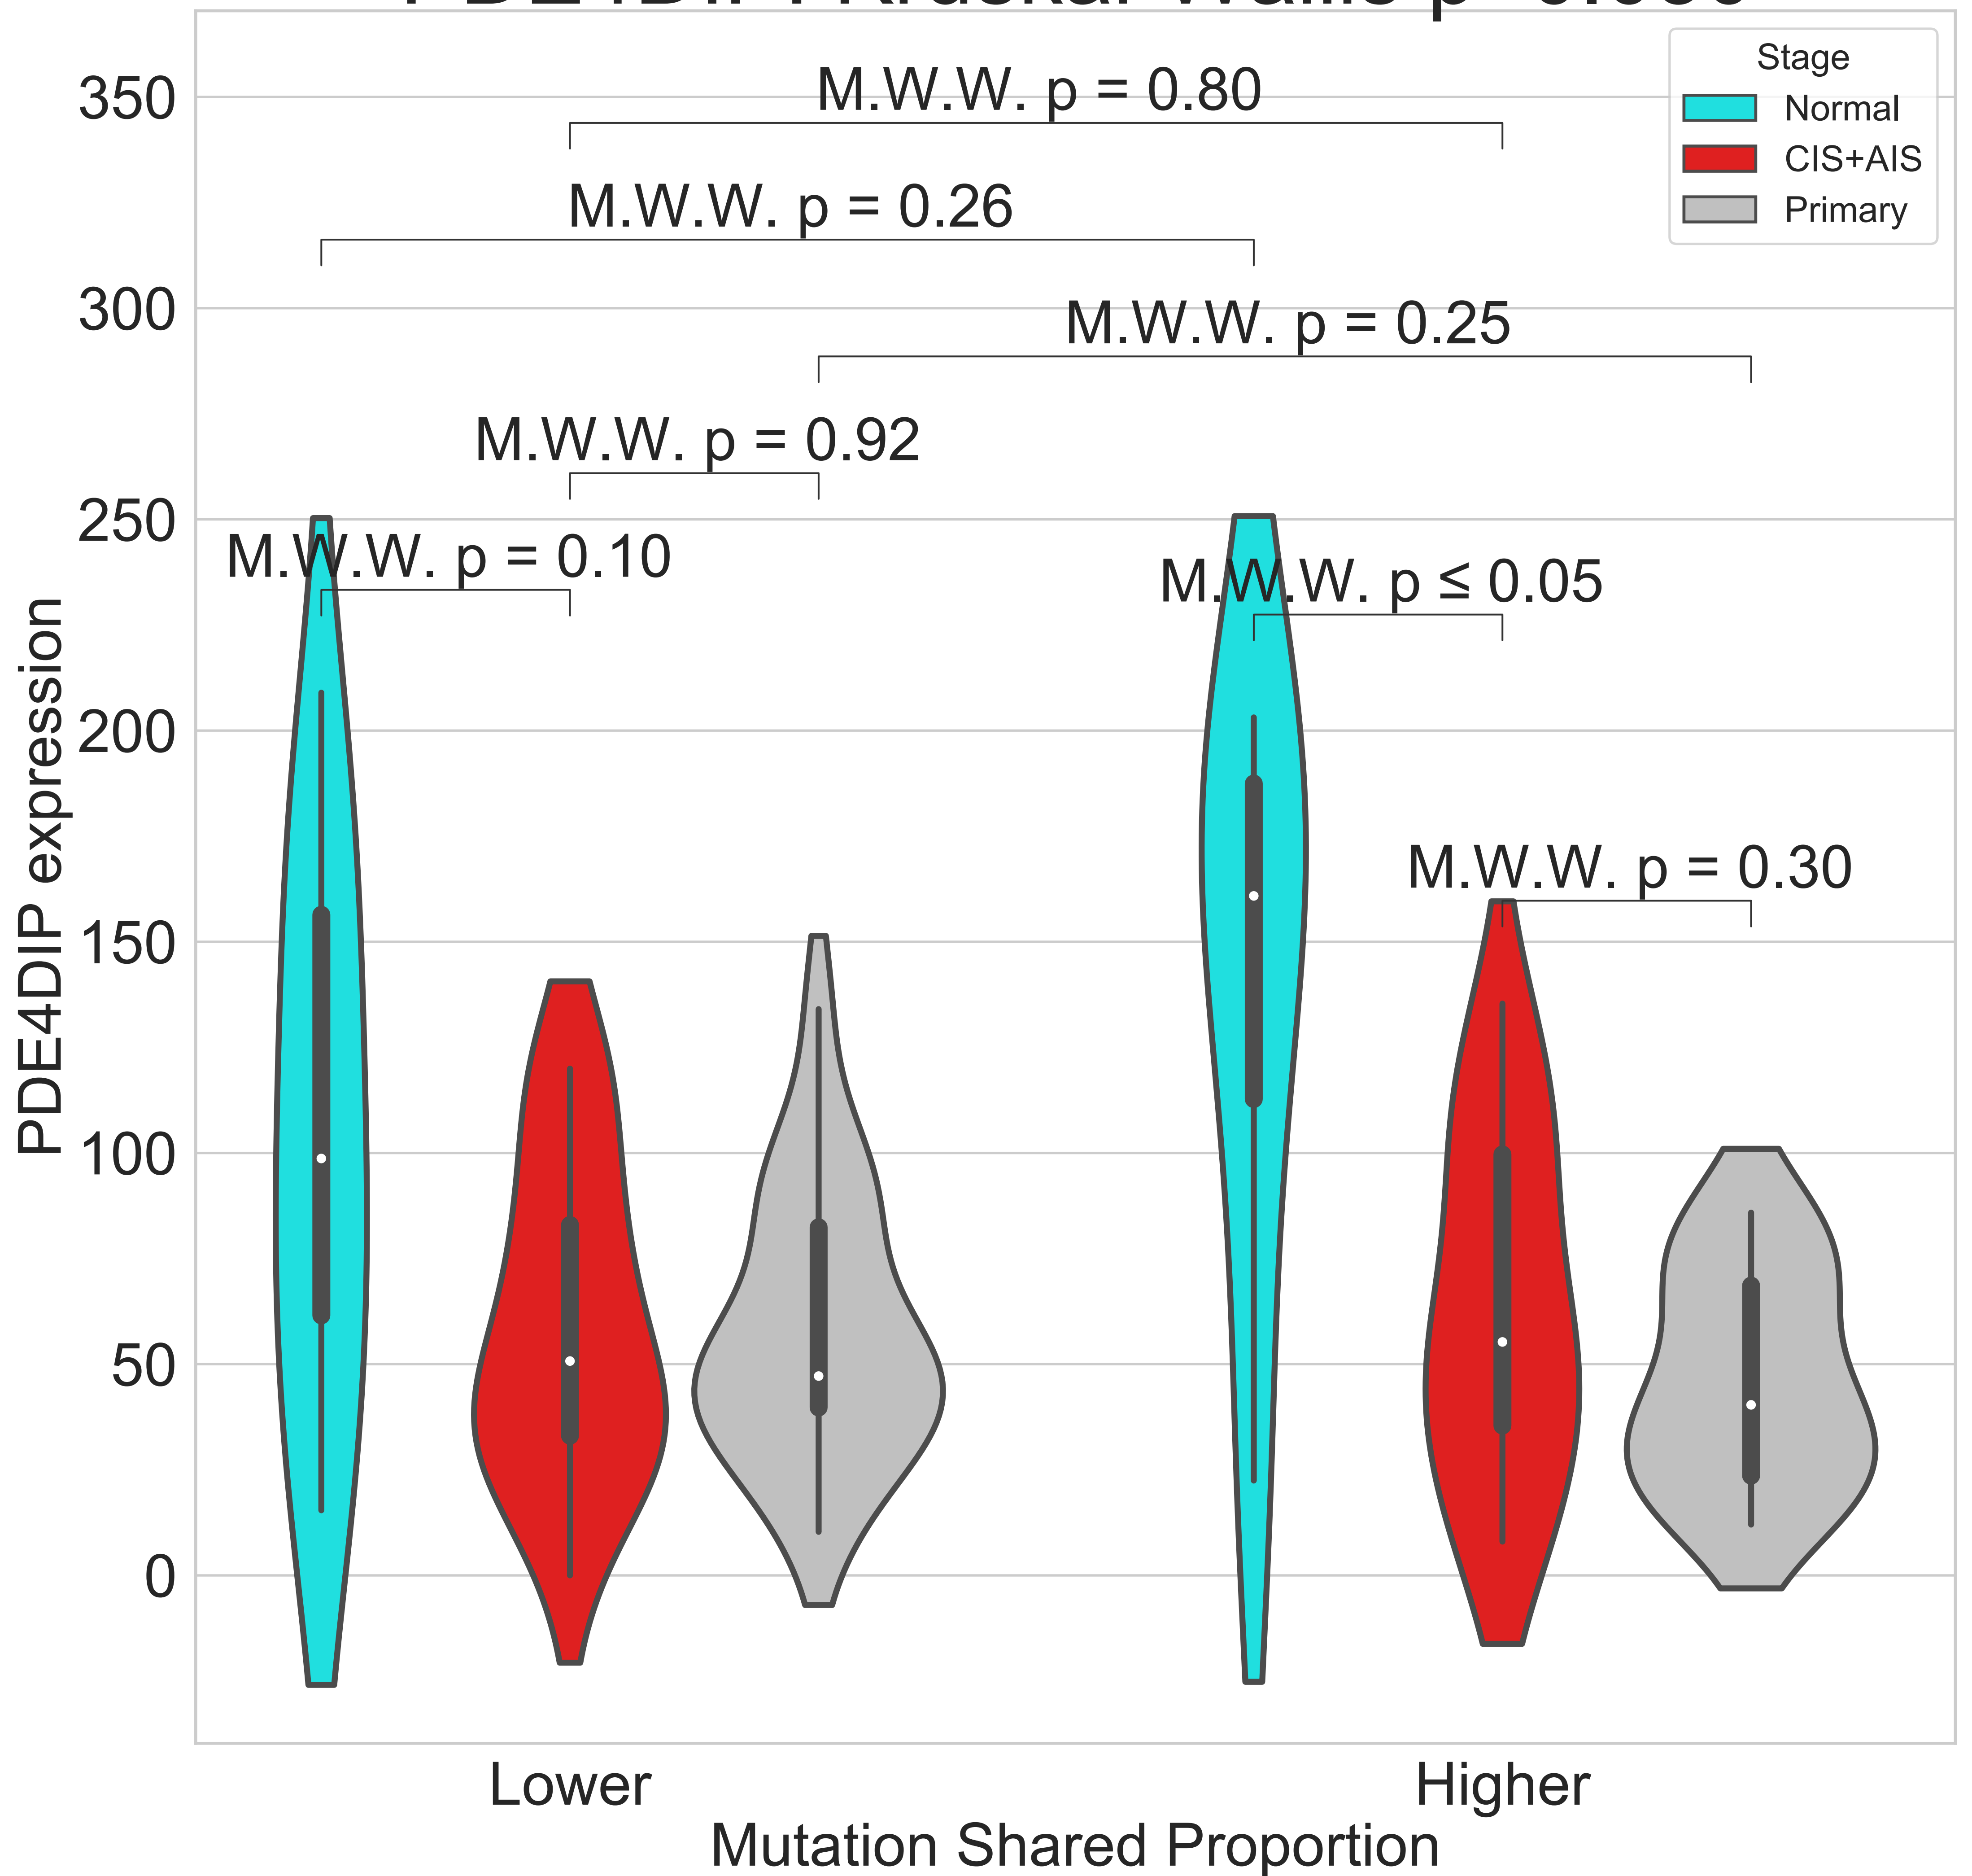 Stage
Normal
CIS+AIS
Primary
M.W.W. p = 0.80
M.W.W. p = 0.26
M.W.W. p = 0.25
M.W.W. p = 0.92
M.W.W. p = 0.10
M.W.W. p ≤ 0.05
M.W.W. p = 0.30
350
300
250
200
150
100
50
0
PDE4DIP expression
Lower
Higher
Mutation Shared Proportion